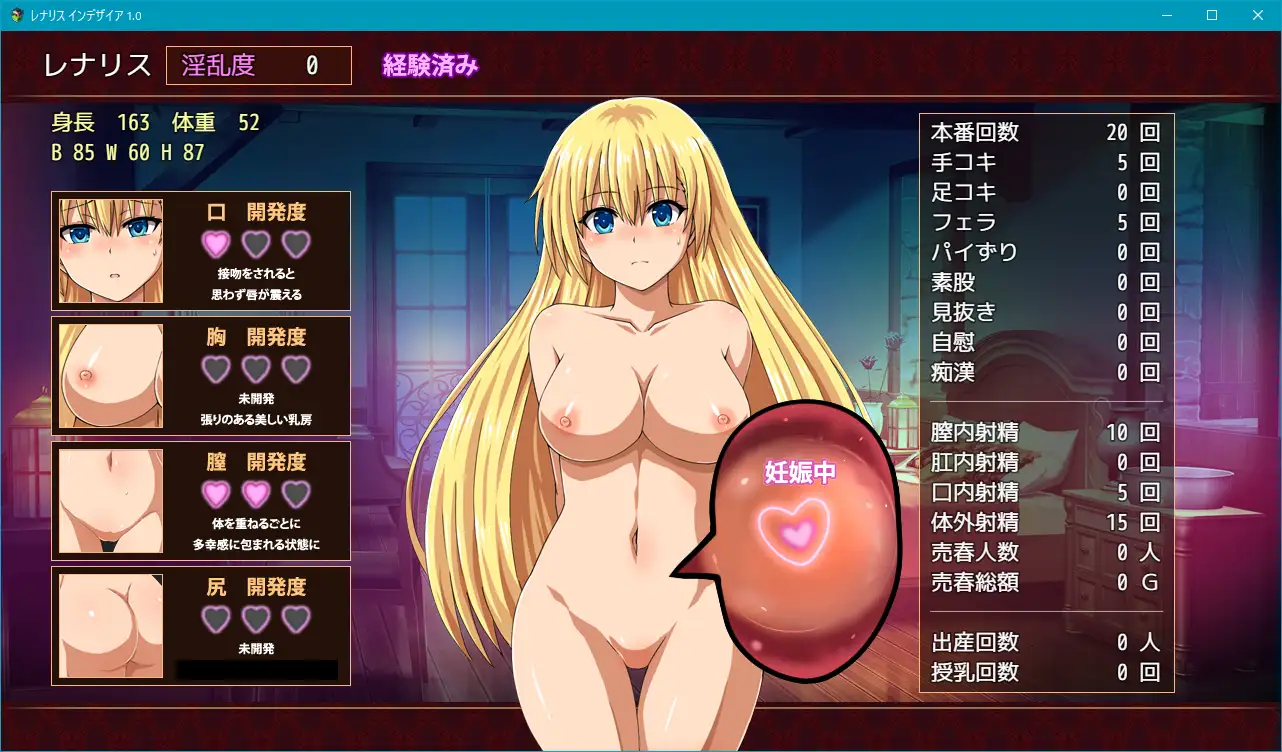 レナリス インデザイア 1.0
レナリス 淫乱度 0 経験済み
身長 163 体重 52
B 85 W 60 H 87
口 開発度
接吻をされると
思わず唇が震える
胸 開発度
未開発
張りのある美しい乳房
膣 開発度
体を重ねるごとに
多幸感に包まれる状態に
尻 開発度
未開発
妊娠中
本番回数 20 回
手コキ 5 回
足コキ 0 回
フェラ 5 回
パイずり 0 回
素股 0 回
見抜き 0 回
自慰 0 回
痴漢 0 回
膣内射精 10 回
肛内射精 0 回
口内射精 5 回
体外射精 15 回
売春人数 0 人
売春総額 0 G
出産回数 0 人
授乳回数 0 回